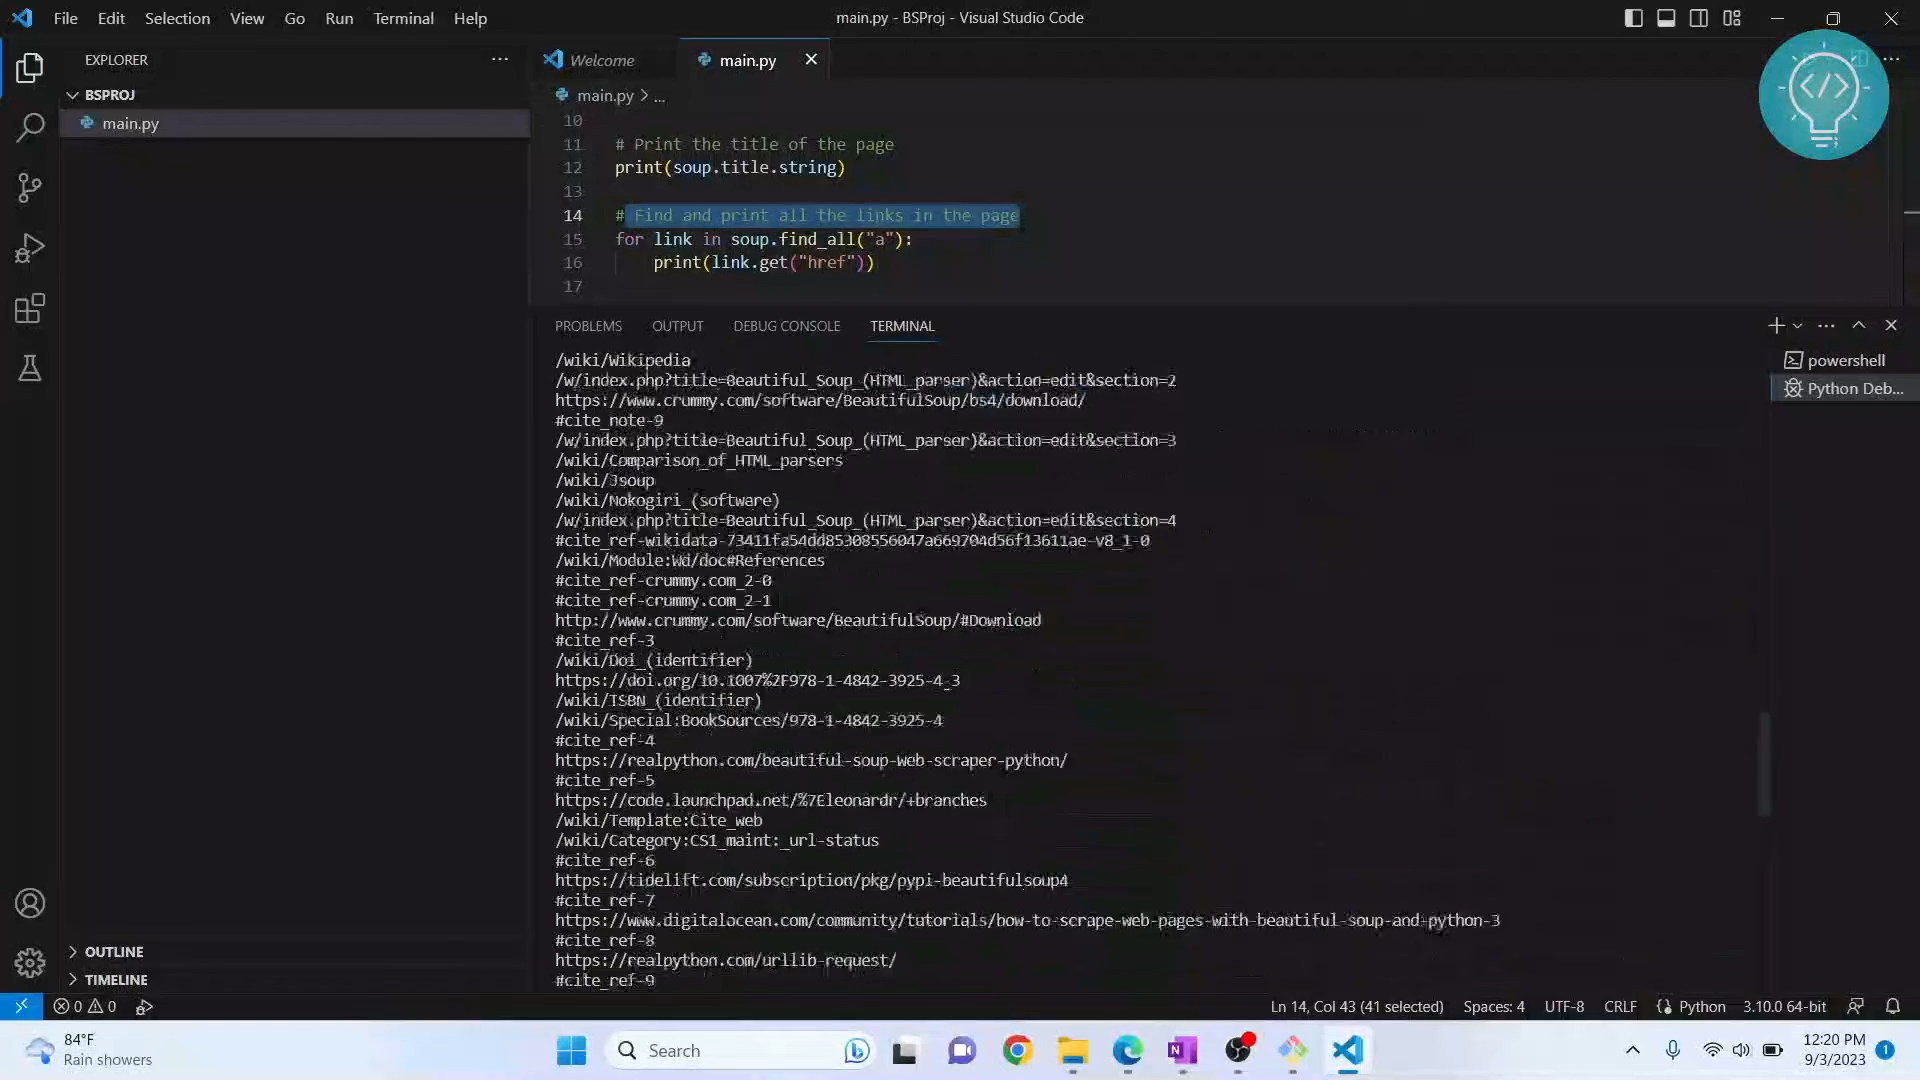 File Edit Selection View Go Run Terminal Help
main.py - BSProj - Visual Studio Code
EXPLORER
BSPROJ
main.py
Welcome
main.py
main.py > ...
10
11 # Print the title of the page
12 print(soup.title.string)
13
14 # Find and print all the links in the page
15 for link in soup.find_all("a"):
16 print(link.get("href"))
17
PROBLEMS OUTPUT DEBUG CONSOLE TERMINAL
powershell
Python Deb...
/wiki/Wikipedia
/w/index.php?title=Beautiful_Soup_(HTML_parser)&action=edit&section=2
https://www.crummy.com/software/BeautifulSoup/bs4/download/
#cite_note-9
/w/index.php?title=Beautiful_Soup_(HTML_parser)&action=edit&section=3
/wiki/Comparison_of_HTML_parsers
/wiki/Jsoup
/wiki/Nokogiri_(software)
/w/index.php?title=Beautiful_Soup_(HTML_parser)&action=edit&section=4
#cite_ref-wikidata-73411fa54dd85308556047a669704d56f13611ae-v8_1-0
/wiki/Module:Wd/doc#References
#cite_ref-crummy.com_2-0
#cite_ref-crummy.com_2-1
http://www.crummy.com/software/BeautifulSoup/#Download
#cite_ref-3
/wiki/Doi_(identifier)
https://doi.org/10.1007%2F978-1-4842-3925-4_3
/wiki/ISBN_(identifier)
/wiki/Special:BookSources/978-1-4842-3925-4
#cite_ref-4
https://realpython.com/beautiful-soup-web-scraper-python/
#cite_ref-5
https://code.launchpad.net/%7Eleonardr/+branches
/wiki/Template:Cite_web
/wiki/Category:CS1_maint:_url-status
#cite_ref-6
https://tidelift.com/subscription/pkg/pypi-beautifulsoup4
#cite_ref-7
https://www.digitalocean.com/community/tutorials/how-to-scrape-web-pages-with-beautiful-soup-and-python-3
#cite_ref-8
https://realpython.com/urllib-request/
#cite_ref-9
OUTLINE
TIMELINE
0 0
Ln 14, Col 43 (41 selected) Spaces: 4 UTF-8 CRLF Python 3.10.0 64-bit
84°F
Rain showers
Search
12:20 PM
9/3/2023
1